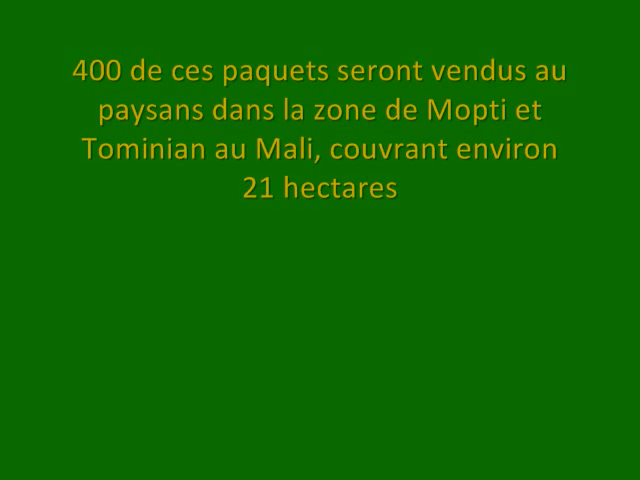 400 de ces paquets seront vendus au
paysans dans la zone de Mopti et
Tominian au Mali, couvrant environ
21 hectares